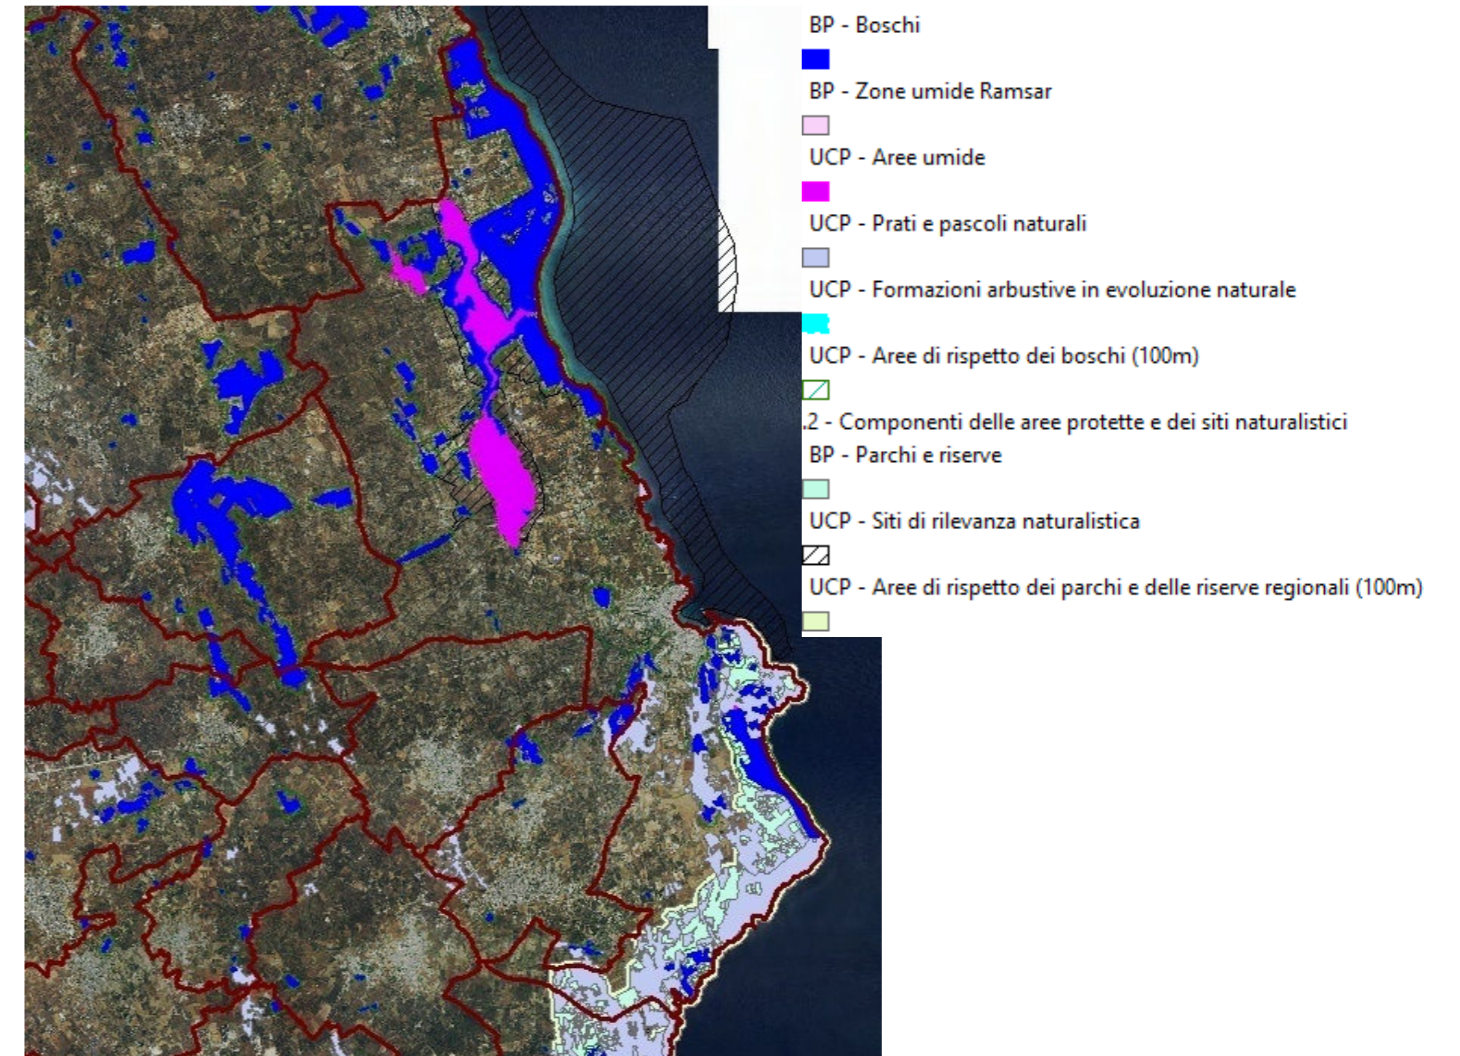 BP - Boschi
BP - Zone umide Ramsar
UCP - Aree umide
UCP - Prati e pascoli naturali
UCP - Formazioni arbustive in evoluzione naturale
UCP - Aree di rispetto dei boschi (100m)
.2 - Componenti delle aree protette e dei siti naturalistici
BP - Parchi e riserve
UCP - Siti di rilevanza naturalistica
UCP - Aree di rispetto dei parchi e delle riserve regionali (100m)